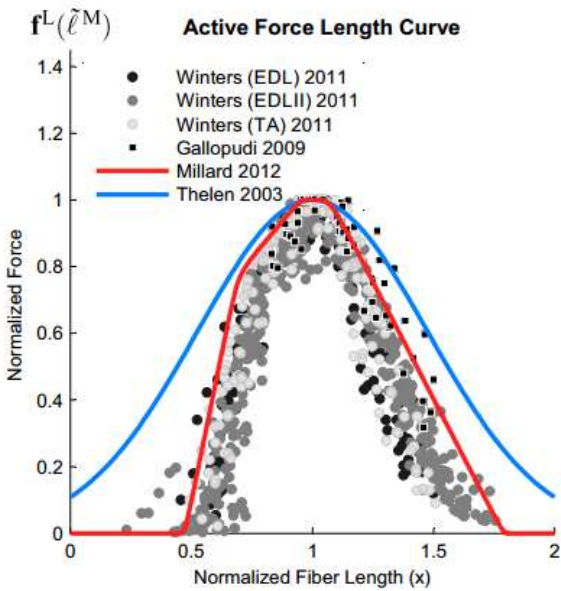 f^L(ℓ̃^M) Active Force Length Curve
1.4
1.2
1
0.8
0.6
0.4
0.2
0
Normalized Force
Winters (EDL) 2011
Winters (EDLII) 2011
Winters (TA) 2011
Gallopudi 2009
Millard 2012
Thelen 2003
0 0.5 1 1.5 2
Normalized Fiber Length (x)